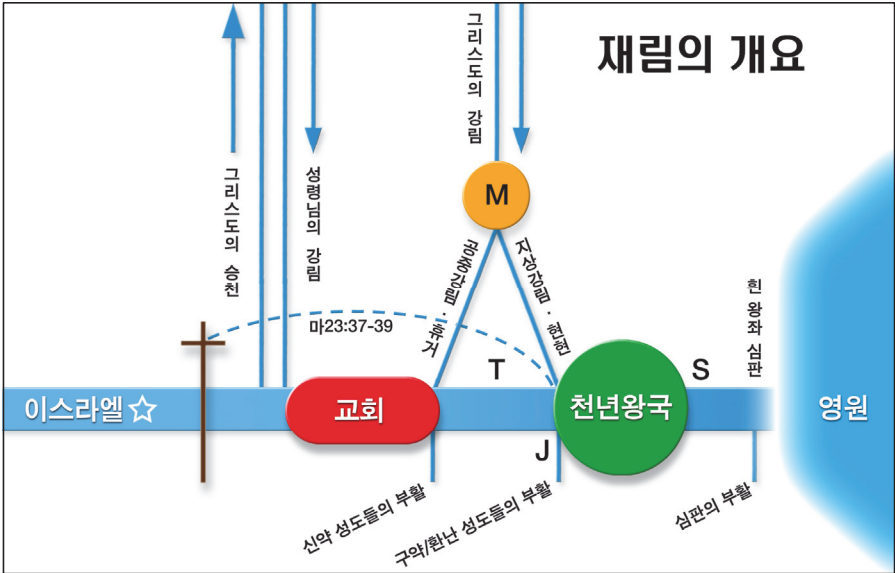 재림의 개요
그리스도의 승천
성령님의 강림
그리스도의 강림
M
공중강림 · 휴거
지상강림 · 현현
마23:37-39
흰 왕좌 심판
T
S
이스라엘☆
교회
천년왕국
영원
J
신약 성도들의 부활
구약/환난 성도들의 부활
심판의 부활